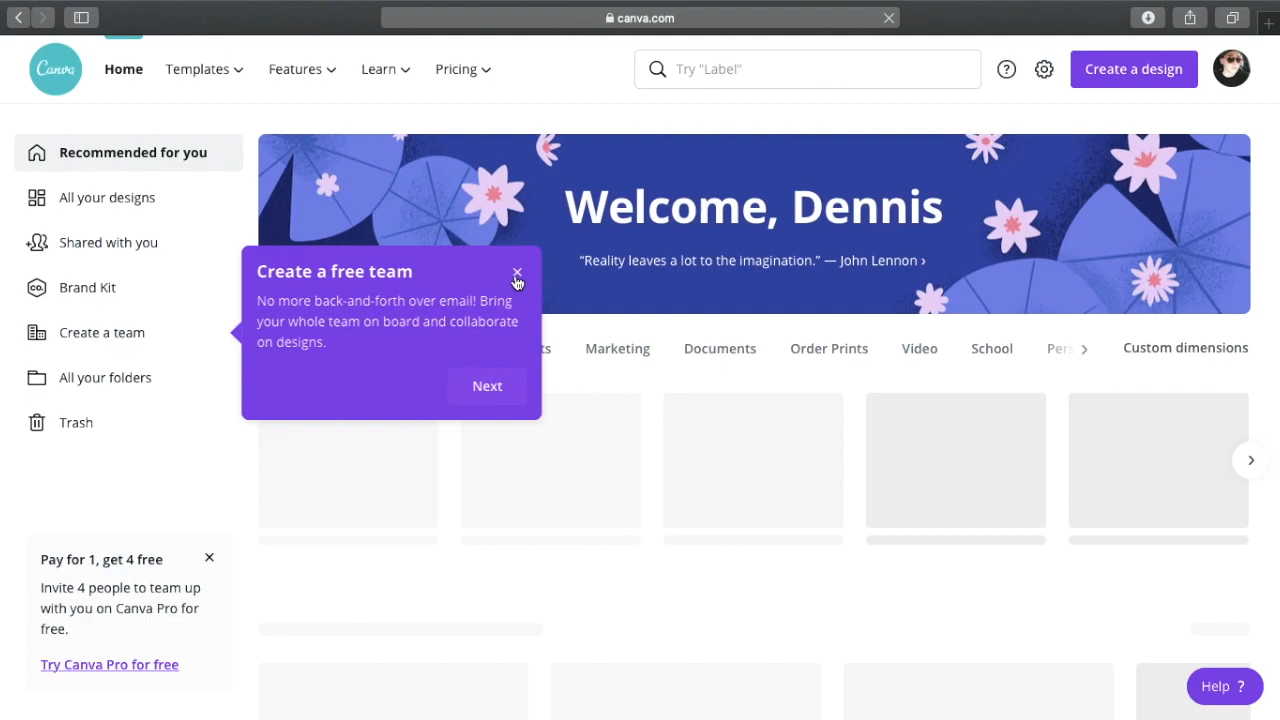 canva.com
Canva
Home
Templates
Features
Learn
Pricing
Try "Label"
Create a design
Recommended for you
All your designs
Shared with you
Brand Kit
Create a team
All your folders
Trash
Welcome, Dennis
“Reality leaves a lot to the imagination.” — John Lennon ›
Create a free team
No more back-and-forth over email! Bring
your whole team on board and collaborate
on designs.
Next
Marketing
Documents
Order Prints
Video
School
Custom dimensions
Pay for 1, get 4 free
Invite 4 people to team up
with you on Canva Pro for
free.
Try Canva Pro for free
Help ?